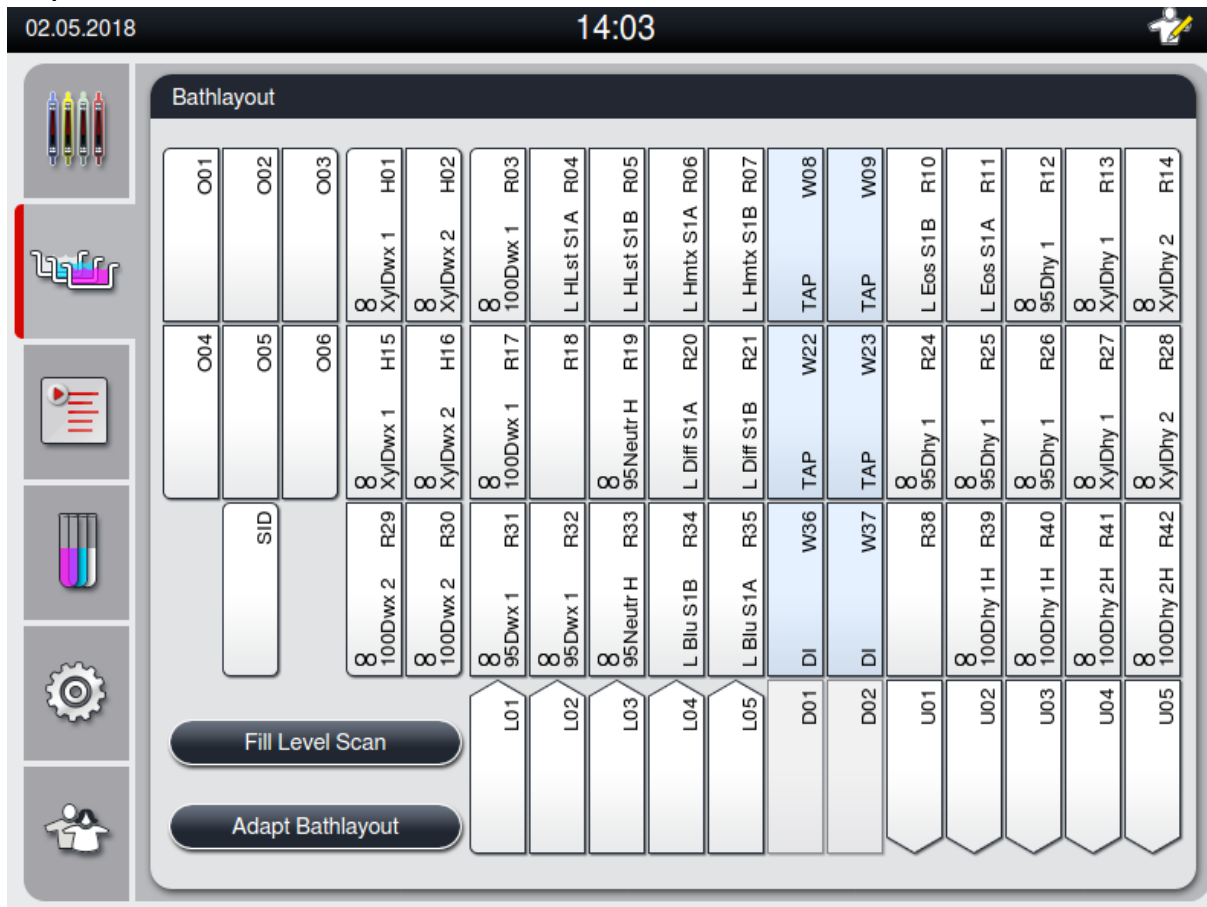 02.05.2018
14:03
Bathlayout
O01
O02
O03
XylDwx 1 H01
XylDwx 2 H02
100Dwx 1 R03
L HLst S1A R04
L HLst S1B R05
L Hmtx S1A R06
L Hmtx S1B R07
TAP W08
TAP W09
L Eos S1B R10
L Eos S1A R11
∞ 95Dhy 1 R12
∞ XylDhy 1 R13
∞ XylDhy 2 R14
O04
O05
O06
∞ XylDwx 1 H15
∞ XylDwx 2 H16
∞ 100Dwx 1 R17
R18
∞ 95Neutr H R19
L Diff S1A R20
L Diff S1B R21
TAP W22
TAP W23
∞ 95Dhy 1 R24
∞ 95Dhy 1 R25
∞ 95Dhy 1 R26
∞ XylDhy 1 R27
∞ XylDhy 2 R28
SID
∞ 100Dwx 2 R29
∞ 100Dwx 2 R30
∞ 95Dwx 1 R31
∞ 95Dwx 1 R32
∞ 95Neutr H R33
L Blu S1B R34
L Blu S1A R35
DI W36
DI W37
R38
∞ 100Dhy 1H R39
∞ 100Dhy 1H R40
∞ 100Dhy 2H R41
∞ 100Dhy 2H R42
L01
L02
L03
L04
L05
D01
D02
U01
U02
U03
U04
U05
Fill Level Scan
Adapt Bathlayout